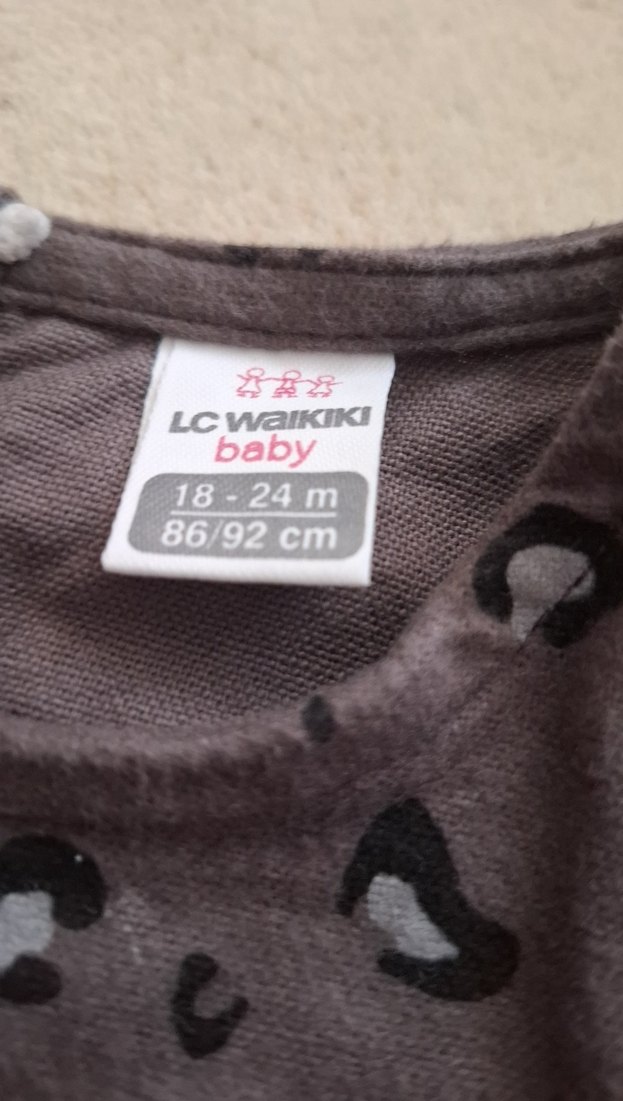 LC WAIKIKI
baby
18 - 24 m
86/92 cm